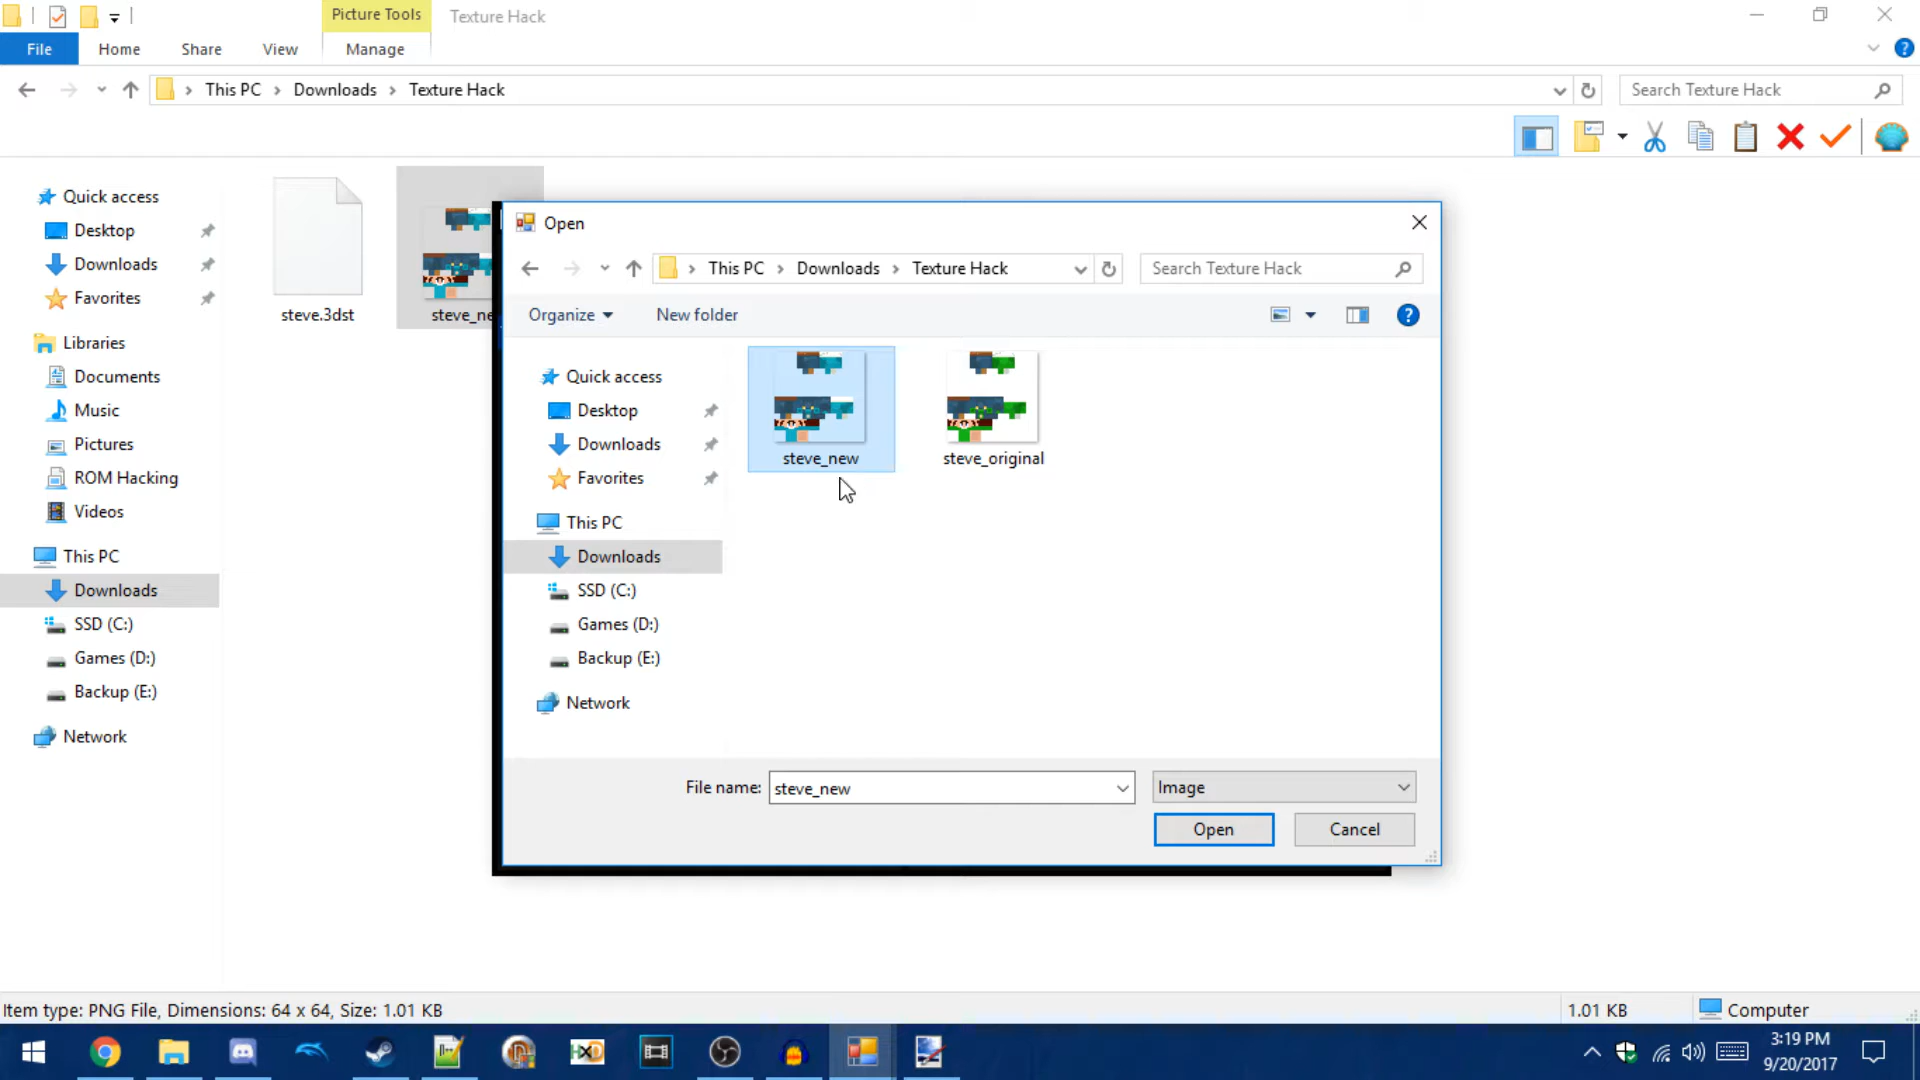 Picture Tools
Texture Hack
File
Home
Share
View
Manage
This PC
Downloads
Texture Hack
Search Texture Hack
Quick access
Desktop
Downloads
Favorites
Libraries
Documents
Music
Pictures
ROM Hacking
Videos
This PC
Downloads
SSD (C:)
Games (D:)
Backup (E:)
Network
steve.3dst
steve_ne
Open
This PC
Downloads
Texture Hack
Search Texture Hack
Organize
New folder
Quick access
Desktop
Downloads
Favorites
This PC
Downloads
SSD (C:)
Games (D:)
Backup (E:)
Network
steve_new
steve_original
File name:
steve_new
Image
Open
Cancel
Item type: PNG File, Dimensions: 64 x 64, Size: 1.01 KB
1.01 KB
Computer
HxD
3:19 PM
9/20/2017